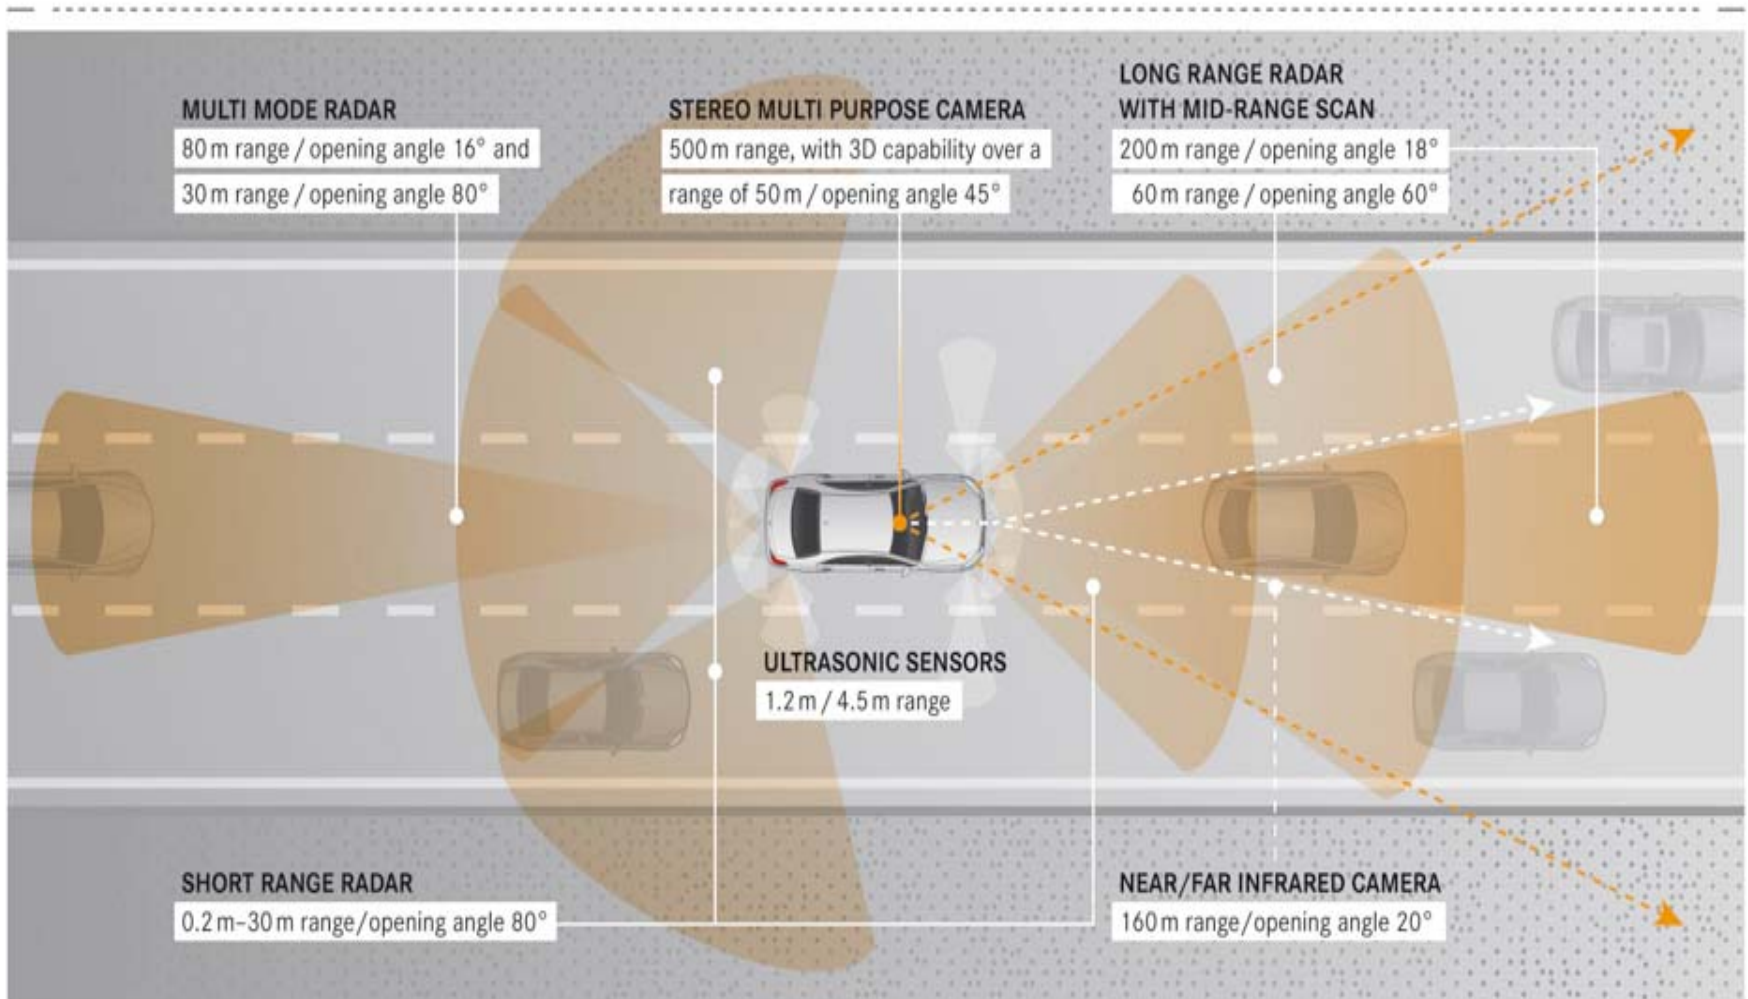 MULTI MODE RADAR
80 m range / opening angle 16° and
30 m range / opening angle 80°
STEREO MULTI PURPOSE CAMERA
500 m range, with 3D capability over a
range of 50 m / opening angle 45°
LONG RANGE RADAR
WITH MID-RANGE SCAN
200 m range / opening angle 18°
60 m range / opening angle 60°
ULTRASONIC SENSORS
1.2 m / 4.5 m range
SHORT RANGE RADAR
0.2 m–30 m range/opening angle 80°
NEAR/FAR INFRARED CAMERA
160 m range/opening angle 20°